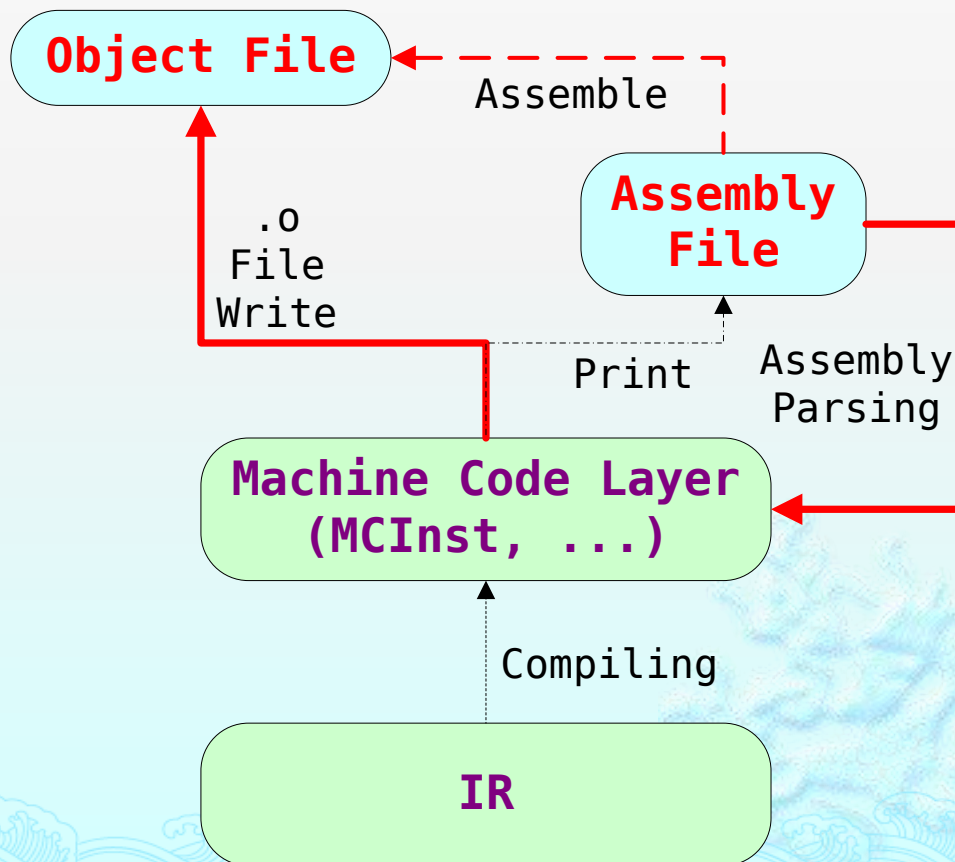 Object File
Assemble
Assembly
File
.o
File
Write
Print
Assembly
Parsing
Machine Code Layer
(MCInst, ...)
Compiling
IR